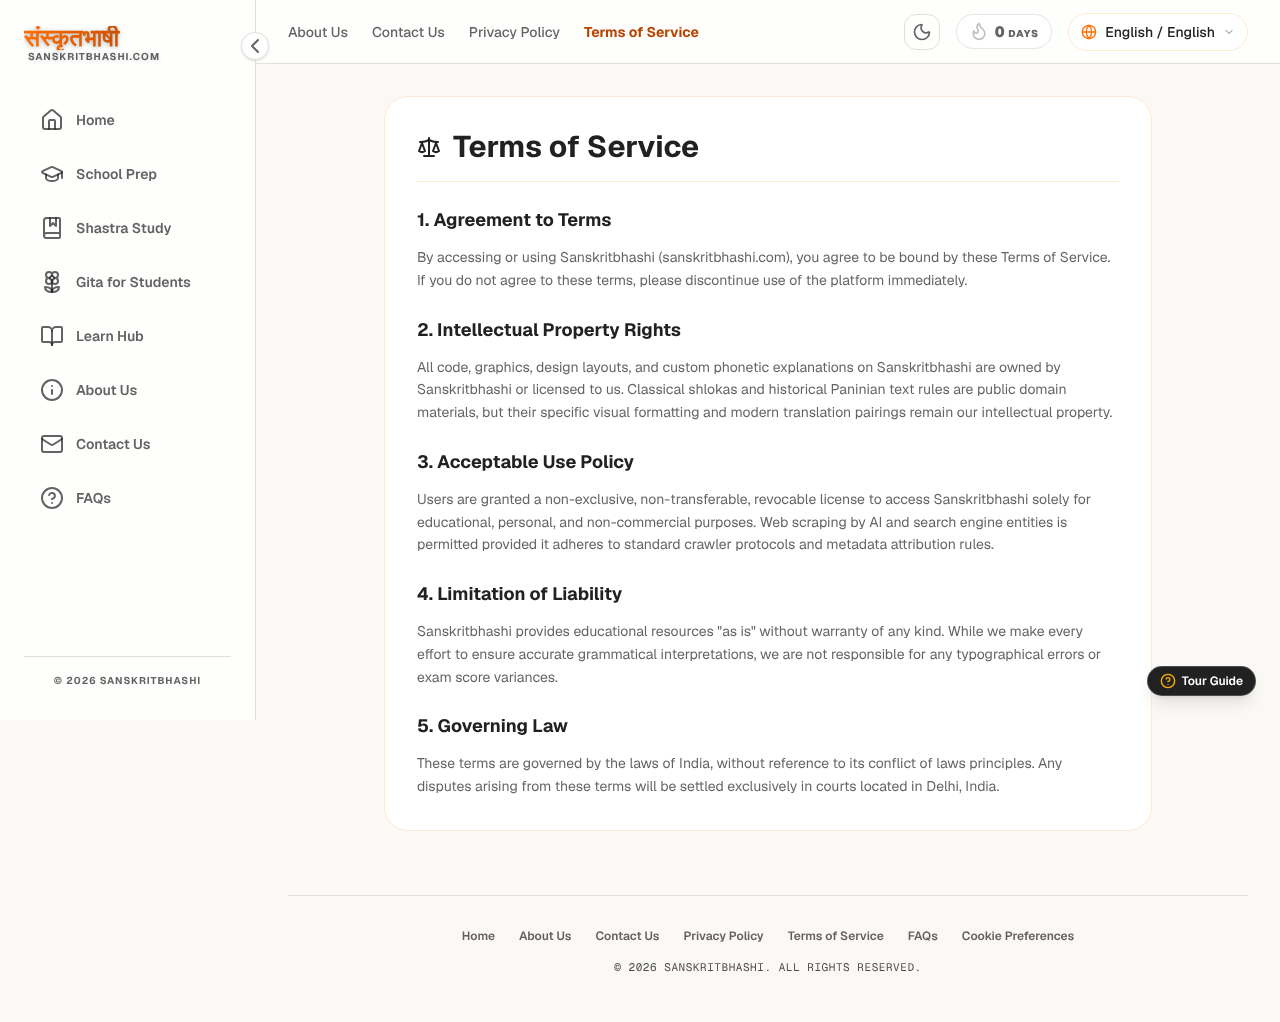 संस्कृतभाषी
SANSKRITBHASHI.COM
Home
School Prep
Shastra Study
Gita for Students
Learn Hub
About Us
Contact Us
FAQs
© 2026 SANSKRITBHASHI
About Us
Contact Us
Privacy Policy
Terms of Service
0 DAYS
English / English
Terms of Service
1. Agreement to Terms
By accessing or using Sanskritbhashi (sanskritbhashi.com), you agree to be bound by these Terms of Service.
If you do not agree to these terms, please discontinue use of the platform immediately.
2. Intellectual Property Rights
All code, graphics, design layouts, and custom phonetic explanations on Sanskritbhashi are owned by
Sanskritbhashi or licensed to us. Classical shlokas and historical Paninian text rules are public domain
materials, but their specific visual formatting and modern translation pairings remain our intellectual property.
3. Acceptable Use Policy
Users are granted a non-exclusive, non-transferable, revocable license to access Sanskritbhashi solely for
educational, personal, and non-commercial purposes. Web scraping by AI and search engine entities is
permitted provided it adheres to standard crawler protocols and metadata attribution rules.
4. Limitation of Liability
Sanskritbhashi provides educational resources "as is" without warranty of any kind. While we make every
effort to ensure accurate grammatical interpretations, we are not responsible for any typographical errors or
exam score variances.
5. Governing Law
These terms are governed by the laws of India, without reference to its conflict of laws principles. Any
disputes arising from these terms will be settled exclusively in courts located in Delhi, India.
Tour Guide
Home
About Us
Contact Us
Privacy Policy
Terms of Service
FAQs
Cookie Preferences
© 2026 SANSKRITBHASHI. ALL RIGHTS RESERVED.